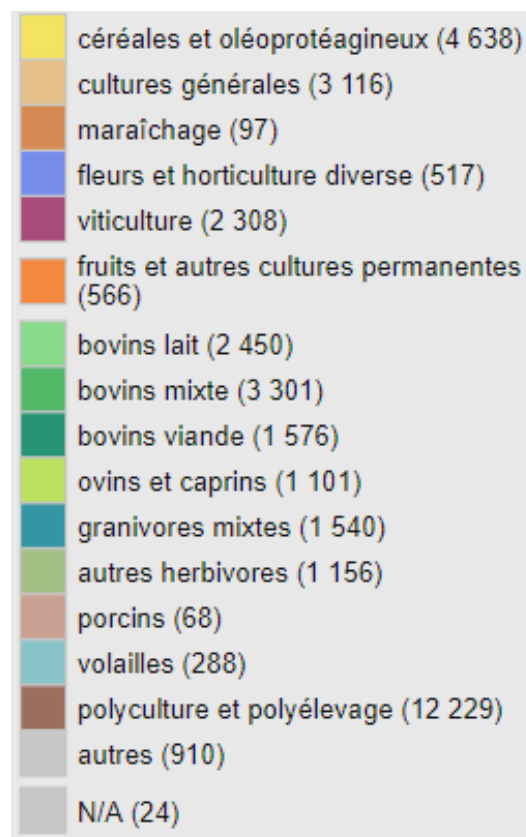 céréales et oléoprotéagineux (4 638)
cultures générales (3 116)
maraîchage (97)
fleurs et horticulture diverse (517)
viticulture (2 308)
fruits et autres cultures permanentes
(566)
bovins lait (2 450)
bovins mixte (3 301)
bovins viande (1 576)
ovins et caprins (1 101)
granivores mixtes (1 540)
autres herbivores (1 156)
porcins (68)
volailles (288)
polyculture et polyélevage (12 229)
autres (910)
N/A (24)